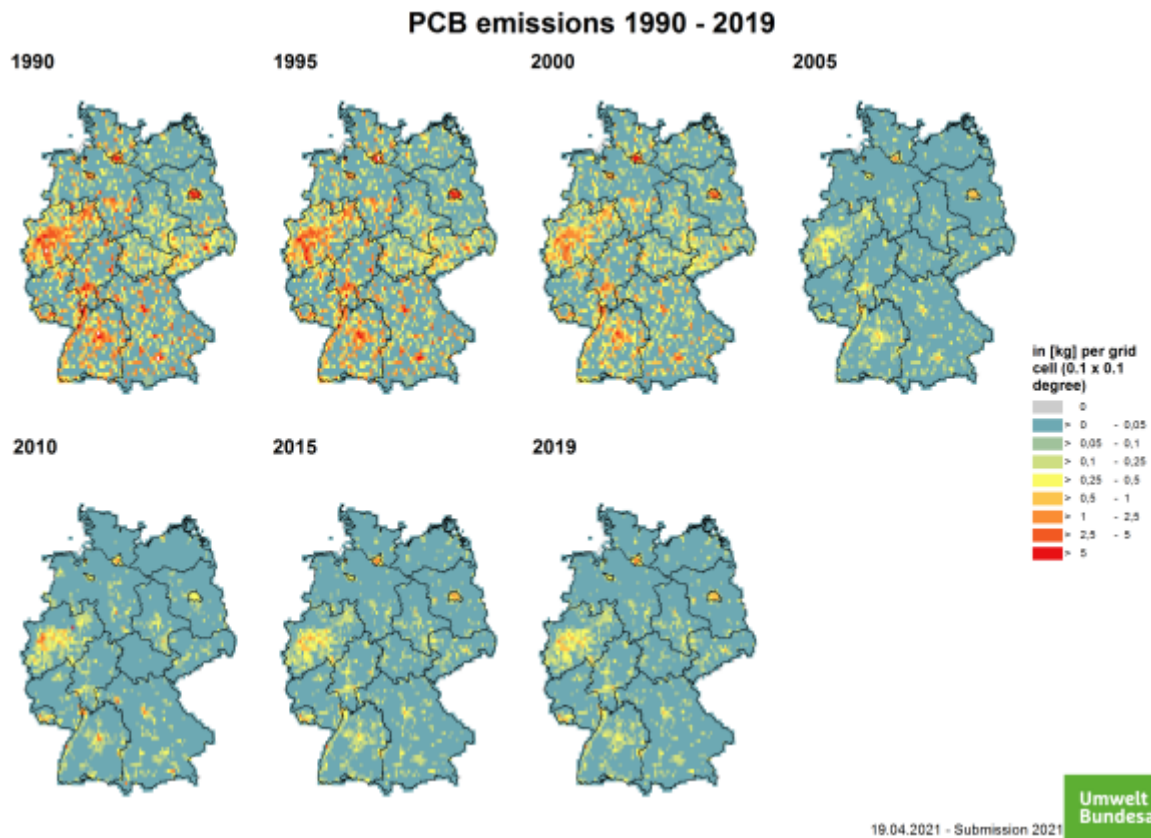 PCB emissions 1990 - 2019
1990
1995
2000
2005
2010
2015
2019
in [kg] per grid
cell (0.1 x 0.1
degree)
0
> 0 - 0,05
> 0,05 - 0,1
> 0,1 - 0,25
> 0,25 - 0,5
> 0,5 - 1
> 1 - 2,5
> 2,5 - 5
> 5
Umwelt
Bundesa
19.04.2021 - Submission 2021